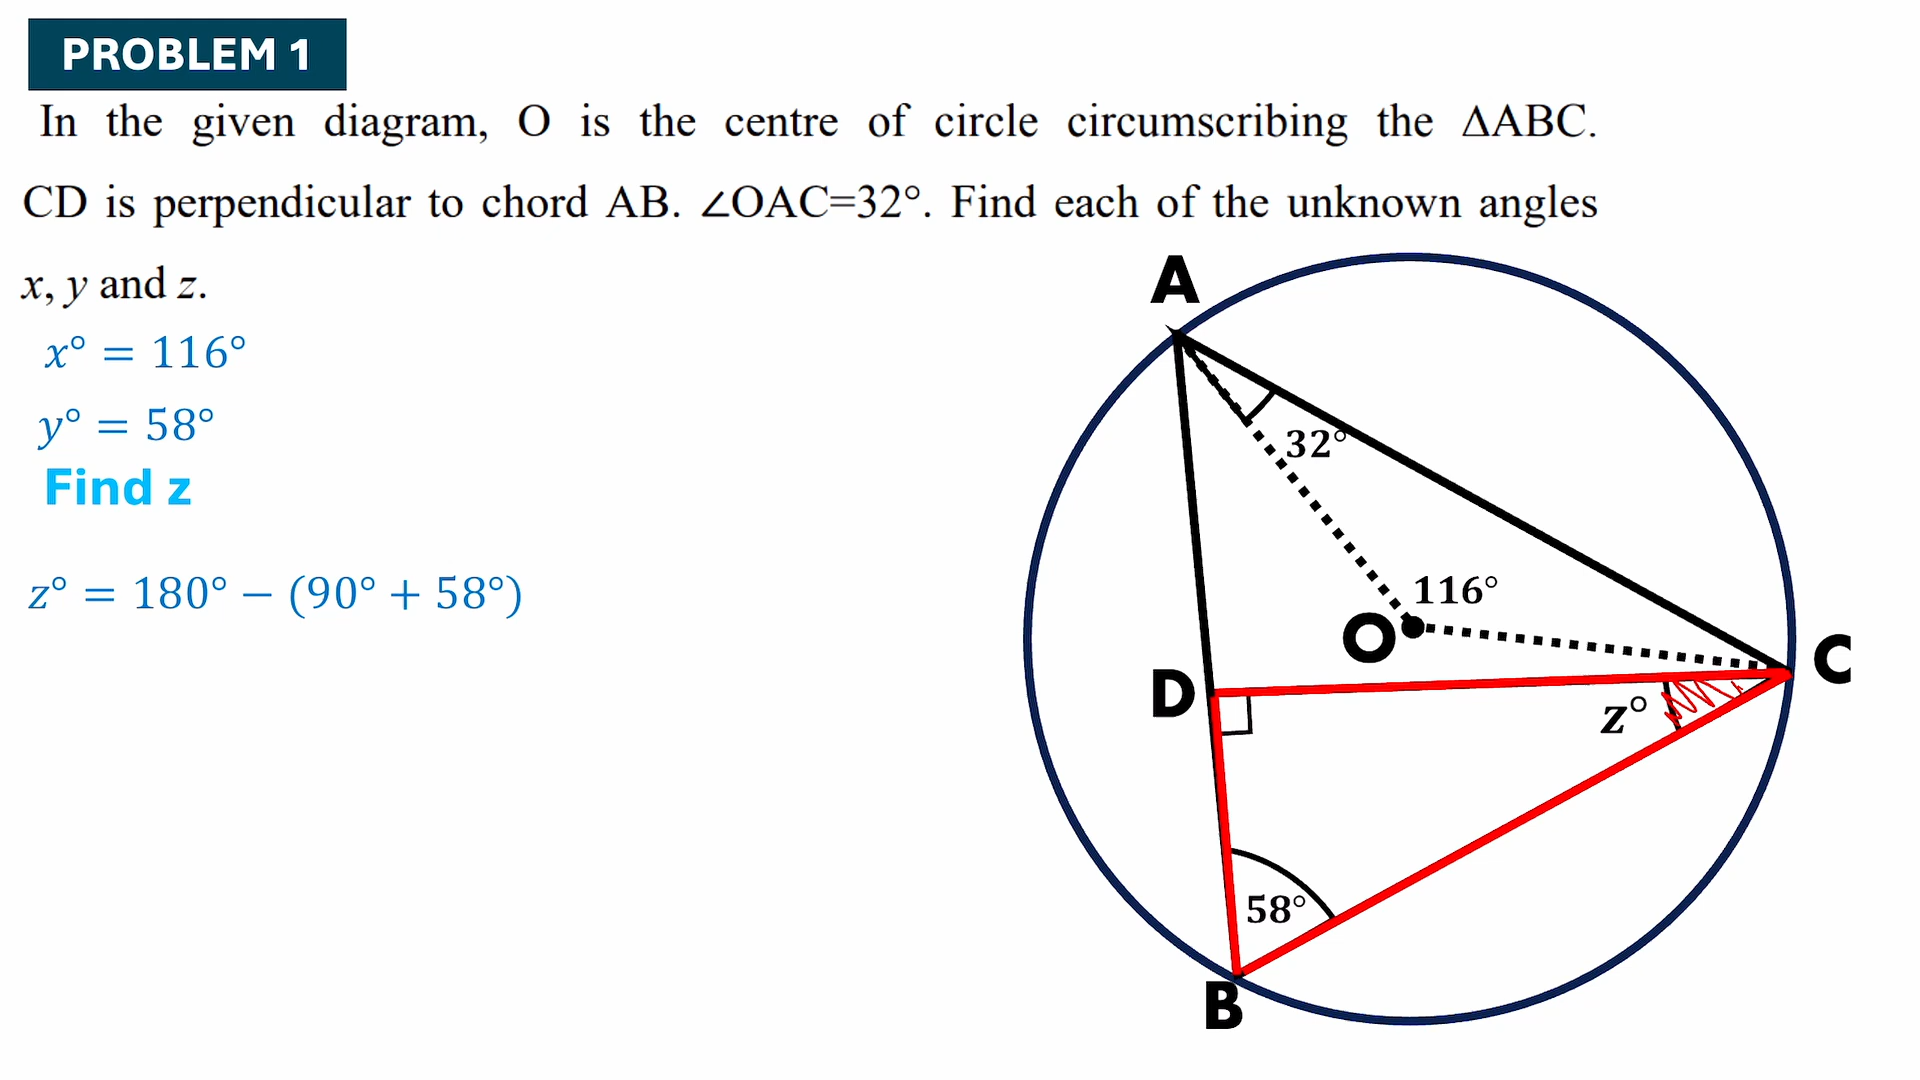 PROBLEM 1
In the given diagram, O is the centre of circle circumscribing the ΔABC.
CD is perpendicular to chord AB. ∠OAC=32°. Find each of the unknown angles
x, y and z.
x° = 116°
y° = 58°
Find z
z° = 180° − (90° + 58°)
A
32°
116°
O
C
D
z°
58°
B